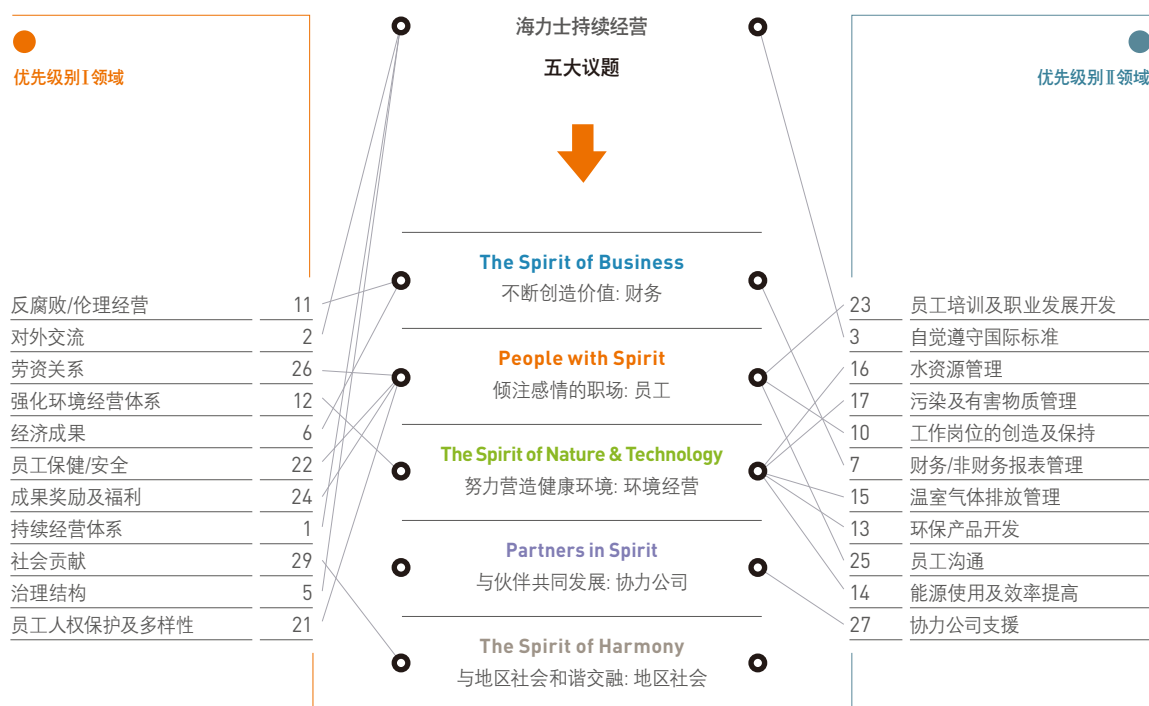 优先级别Ⅰ领域
反腐败/伦理经营 11
对外交流 2
劳资关系 26
强化环境经营体系 12
经济成果 6
员工保健/安全 22
成果奖励及福利 24
持续经营体系 1
社会贡献 29
治理结构 5
员工人权保护及多样性 21
海力士持续经营
五大议题
The Spirit of Business
不断创造价值: 财务
People with Spirit
倾注感情的职场: 员工
The Spirit of Nature & Technology
努力营造健康环境: 环境经营
Partners in Spirit
与伙伴共同发展: 协力公司
The Spirit of Harmony
与地区社会和谐交融: 地区社会
优先级别Ⅱ领域
23 员工培训及职业发展开发
3 自觉遵守国际标准
16 水资源管理
17 污染及有害物质管理
10 工作岗位的创造及保持
7 财务/非财务报表管理
15 温室气体排放管理
13 环保产品开发
25 员工沟通
14 能源使用及效率提高
27 协力公司支援